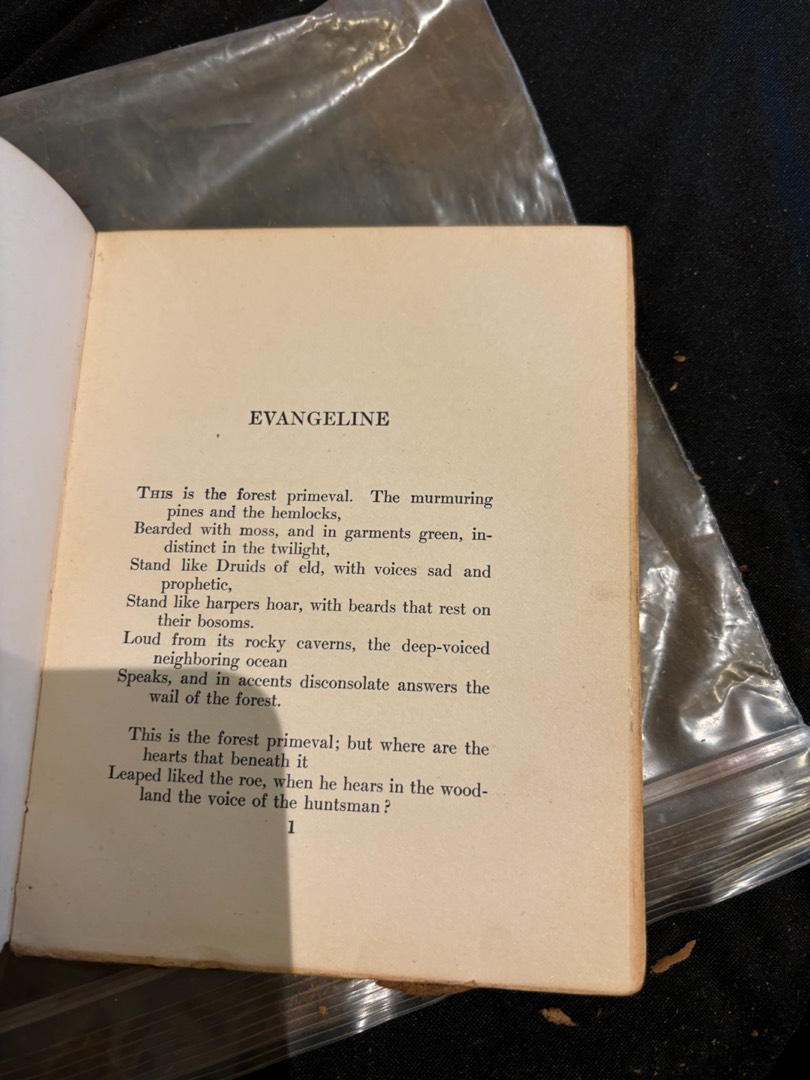 EVANGELINE
THIS is the forest primeval. The murmuring
pines and the hemlocks,
Bearded with moss, and in garments green, in-
distinct in the twilight,
Stand like Druids of eld, with voices sad and
prophetic,
Stand like harpers hoar, with beards that rest on
their bosoms.
Loud from its rocky caverns, the deep-voiced
neighboring ocean
Speaks, and in accents disconsolate answers the
wail of the forest.
This is the forest primeval; but where are the
hearts that beneath it
Leaped liked the roe, when he hears in the wood-
land the voice of the huntsman?
1